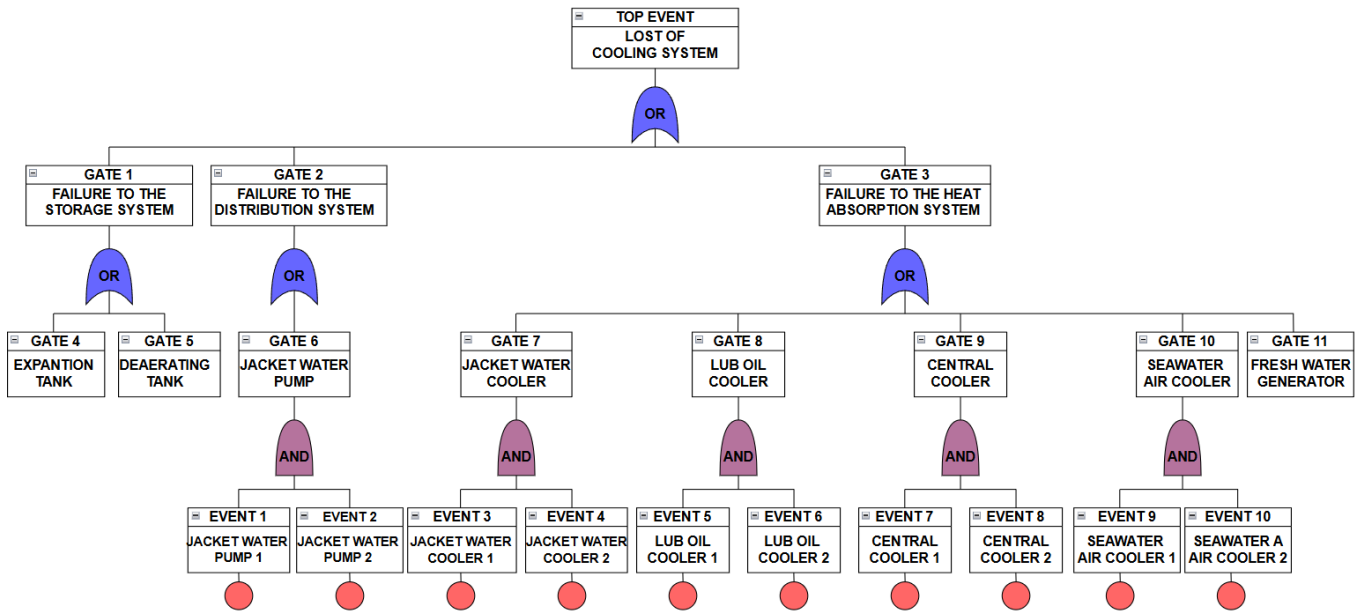 TOP EVENT
LOST OF
COOLING SYSTEM
OR
GATE 1
FAILURE TO THE
STORAGE SYSTEM
GATE 2
FAILURE TO THE
DISTRIBUTION SYSTEM
GATE 3
FAILURE TO THE HEAT
ABSORPTION SYSTEM
OR
OR
OR
GATE 4
EXPANTION
TANK
GATE 5
DEAERATING
TANK
GATE 6
JACKET WATER
PUMP
GATE 7
JACKET WATER
COOLER
GATE 8
LUB OIL
COOLER
GATE 9
CENTRAL
COOLER
GATE 10
SEAWATER
AIR COOLER
GATE 11
FRESH WATER
GENERATOR
AND
AND
AND
AND
AND
EVENT 1
JACKET WATER
PUMP 1
EVENT 2
JACKET WATER
PUMP 2
EVENT 3
JACKET WATER
COOLER 1
EVENT 4
JACKET WATER
COOLER 2
EVENT 5
LUB OIL
COOLER 1
EVENT 6
LUB OIL
COOLER 2
EVENT 7
CENTRAL
COOLER 1
EVENT 8
CENTRAL
COOLER 2
EVENT 9
SEAWATER
AIR COOLER 1
EVENT 10
SEAWATER A
AIR COOLER 2